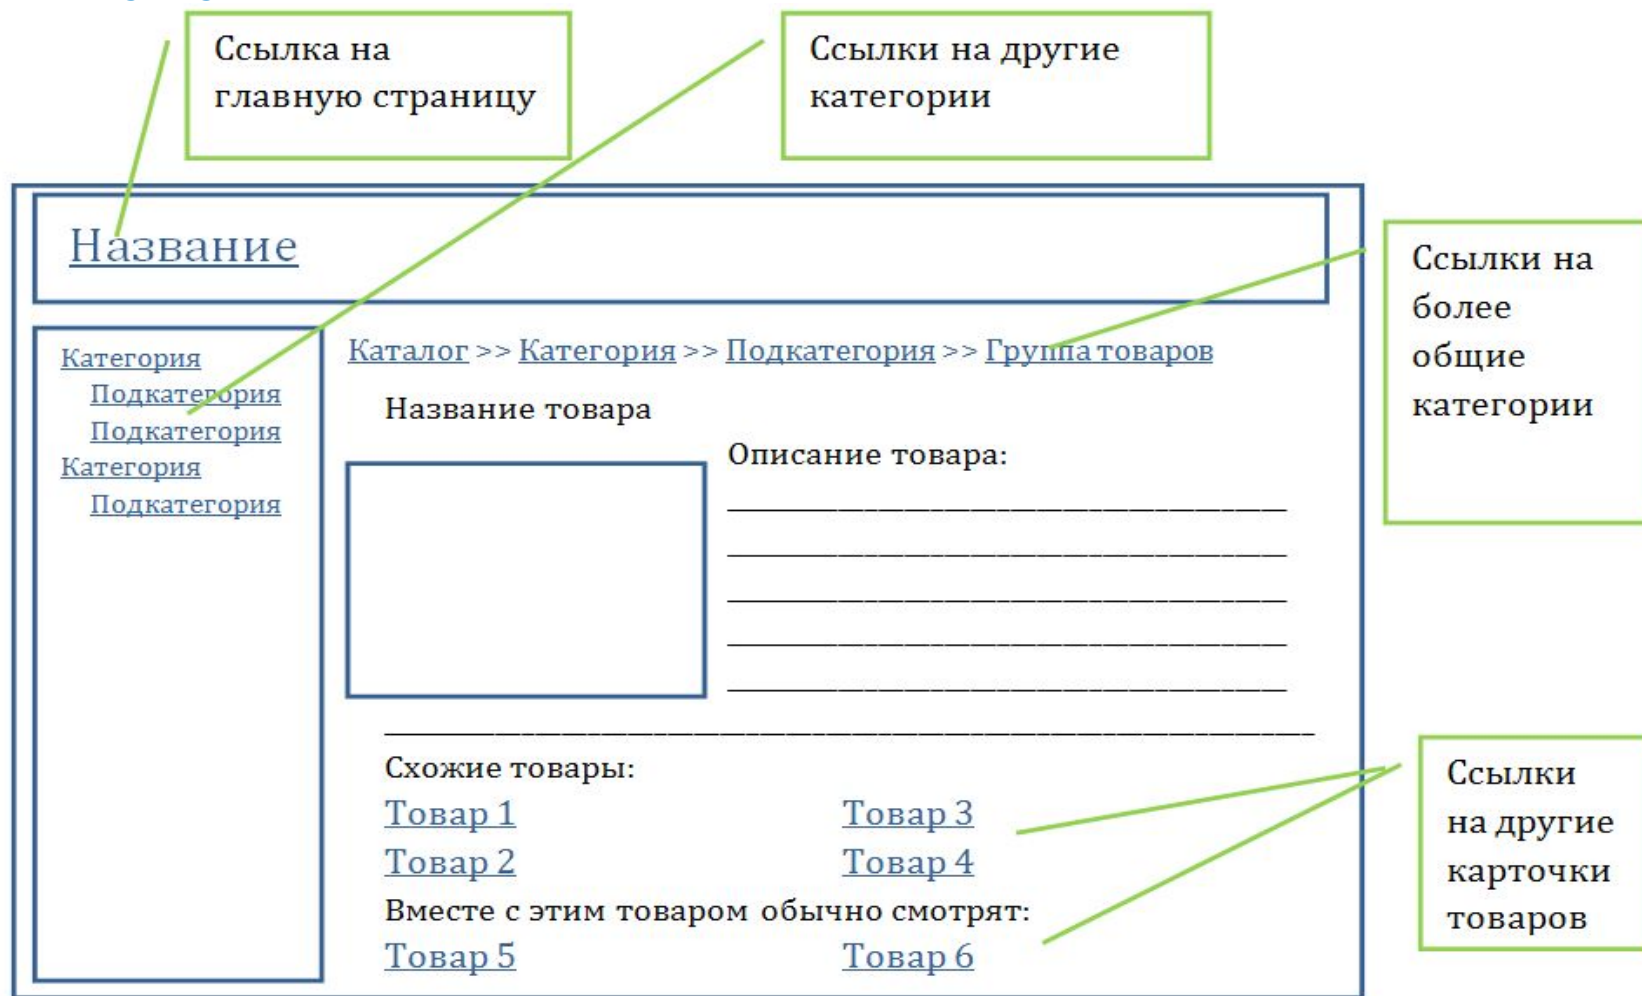 Ссылка на
главную страницу
Ссылки на другие
категории
Название
Ссылки на
более
общие
категории
Категория
Подкатегория
Подкатегория
Категория
Подкатегория
Каталог >> Категория >> Подкатегория >> Группа товаров
Название товара
Описание товара:
Схожие товары:
Товар 1 Товар 3
Товар 2 Товар 4
Вместе с этим товаром обычно смотрят:
Товар 5 Товар 6
Ссылки
на другие
карточки
товаров